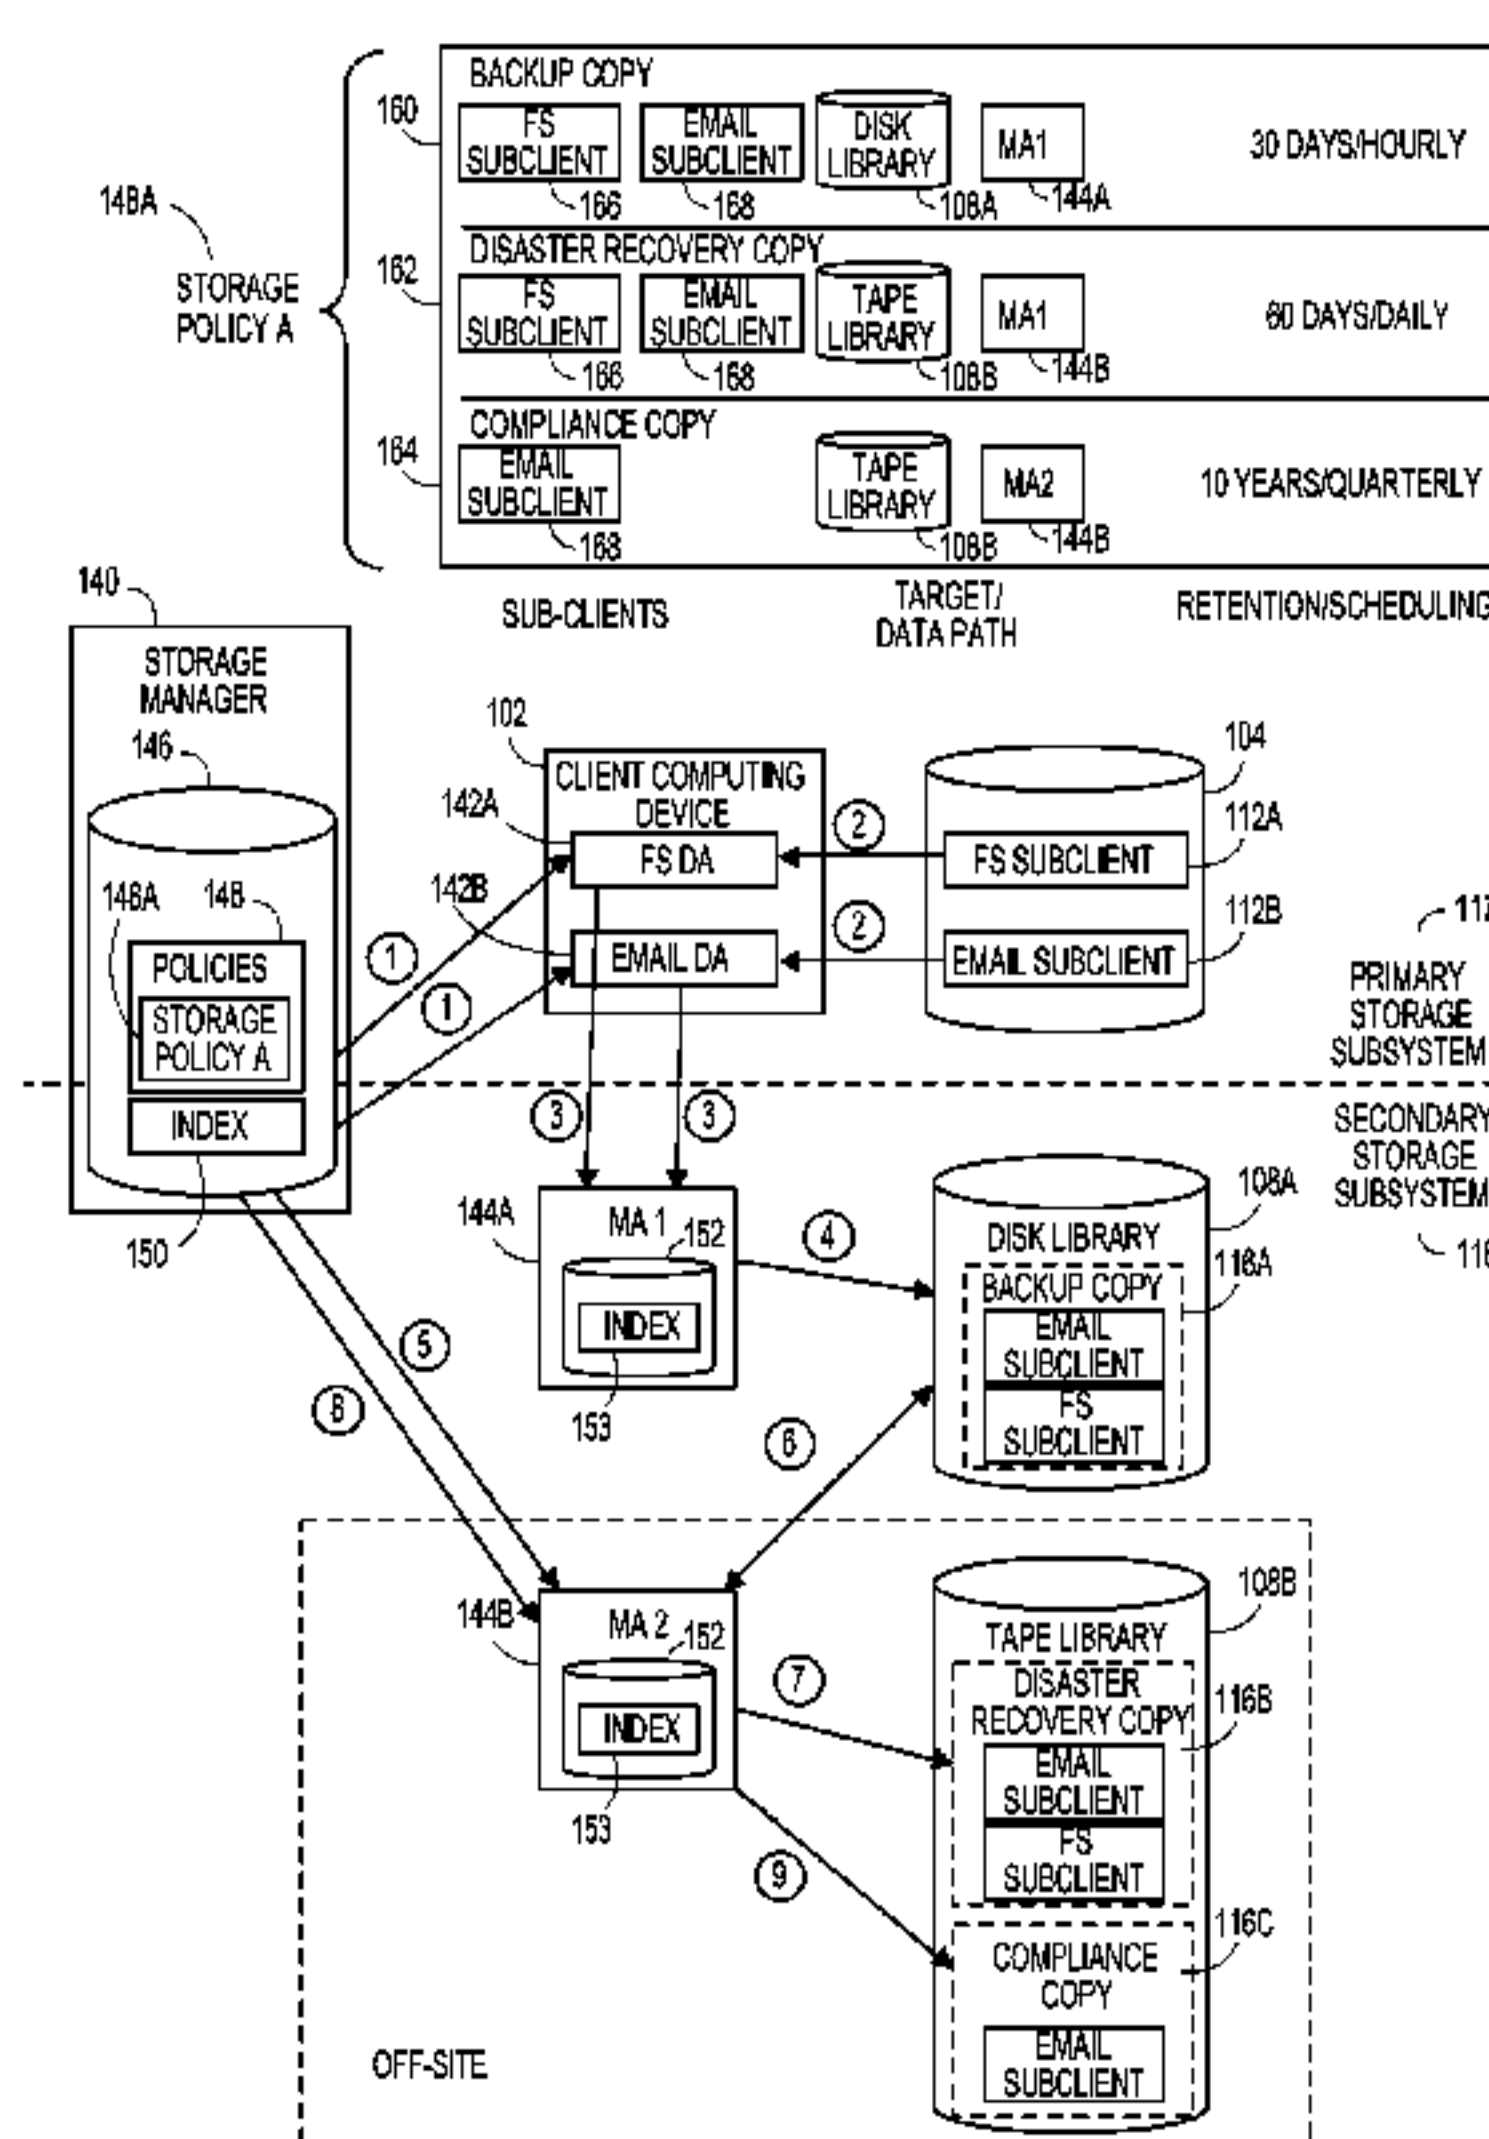 BACKUP COPY
160
FS SUBCLIENT
EMAIL SUBCLIENT
DISK LIBRARY
MA1
30 DAYS/HOURLY
166
168
108A
144A
148A
STORAGE POLICY A
DISASTER RECOVERY COPY
162
FS SUBCLIENT
EMAIL SUBCLIENT
TAPE LIBRARY
MA1
60 DAYS/DAILY
166
168
108B
144B
COMPLIANCE COPY
164
EMAIL SUBCLIENT
TAPE LIBRARY
MA2
10 YEARS/QUARTERLY
168
108B
144B
SUB-CLIENTS
TARGET/
DATA PATH
RETENTION/SCHEDULING
140
STORAGE
MANAGER
146
148A
148
POLICIES
STORAGE
POLICY A
INDEX
150
102
CLIENT COMPUTING
DEVICE
142A
FS DA
142B
EMAIL DA
104
112A
FS SUBCLIENT
112B
EMAIL SUBCLIENT
1
1
2
2
PRIMARY
STORAGE
SUBSYSTEM
SECONDARY
STORAGE
SUBSYSTEM
3
3
144A
MA 1
152
INDEX
153
4
108A
DISK LIBRARY
116A
BACKUP COPY
EMAIL
SUBCLIENT
FS
SUBCLIENT
5
8
6
144B
MA 2
152
INDEX
153
7
9
108B
TAPE LIBRARY
DISASTER
RECOVERY COPY
116B
EMAIL
SUBCLIENT
FS
SUBCLIENT
116C
COMPLIANCE
COPY
EMAIL
SUBCLIENT
OFF-SITE